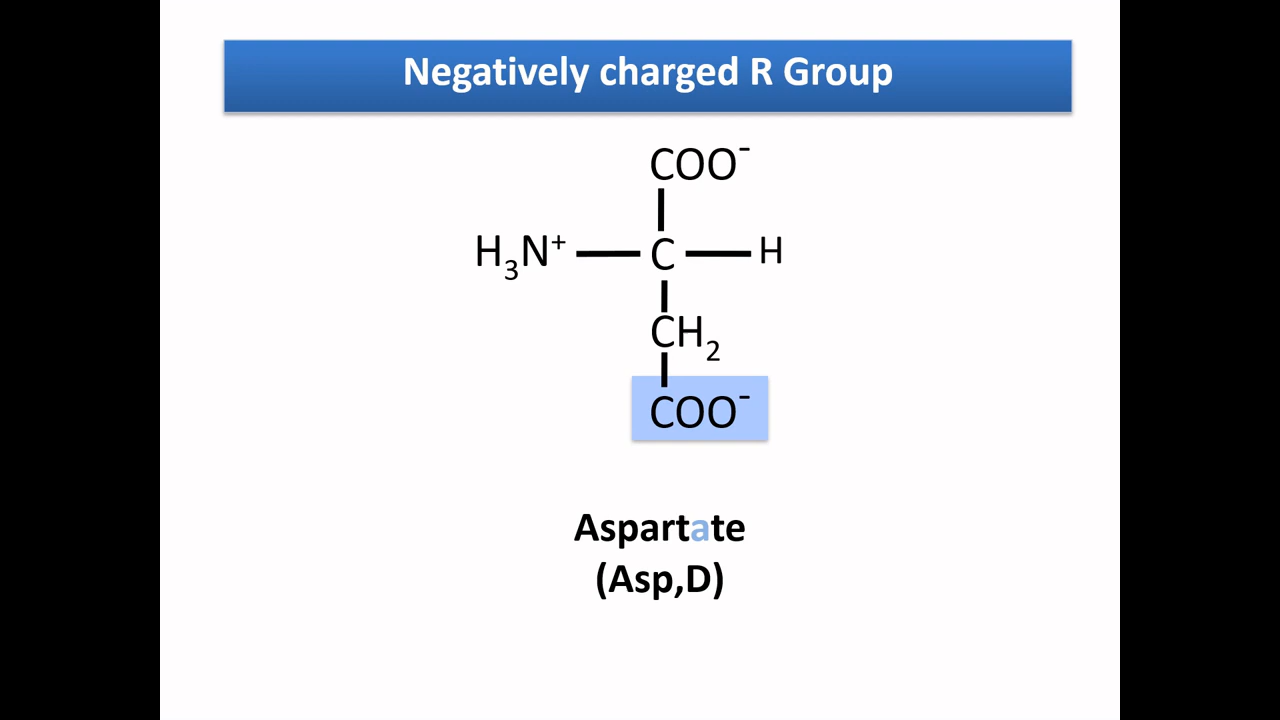 Negatively charged R Group
COO⁻
H₃N⁺ C H
CH₂
COO⁻
Aspartate
(Asp,D)